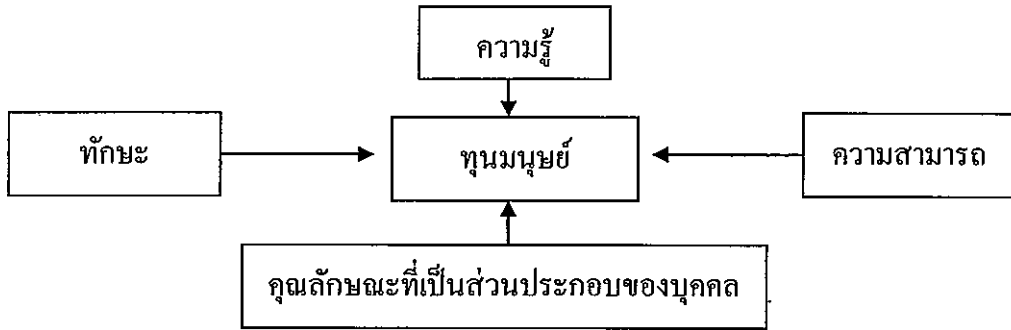 ความรู้
ทักษะ
ทุนมนุษย์
ความสามารถ
คุณลักษณะที่เป็นส่วนประกอบของบุคคล